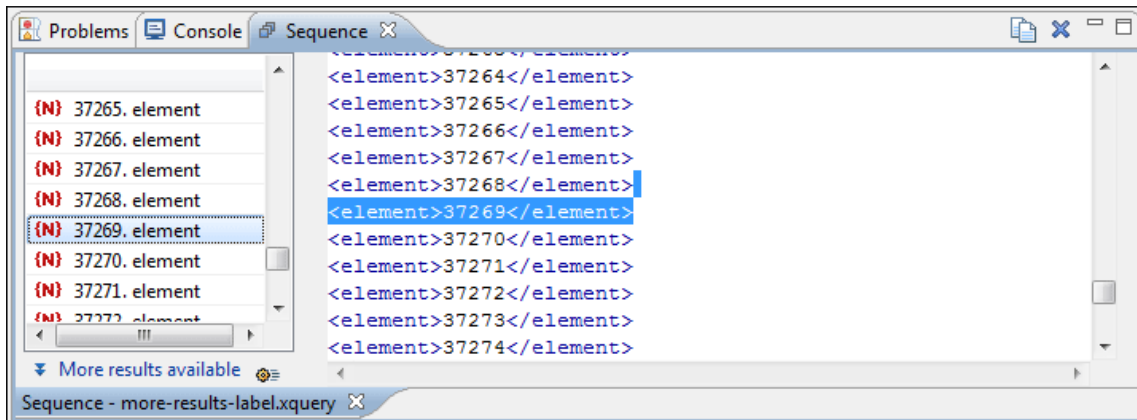 Problems Console Sequence
{N} 37265. element
{N} 37266. element
{N} 37267. element
{N} 37268. element
{N} 37269. element
{N} 37270. element
{N} 37271. element
{N} 37272. element
More results available
<element>37264</element>
<element>37265</element>
<element>37266</element>
<element>37267</element>
<element>37268</element>
<element>37269</element>
<element>37270</element>
<element>37271</element>
<element>37272</element>
<element>37273</element>
<element>37274</element>
Sequence - more-results-label.xquery